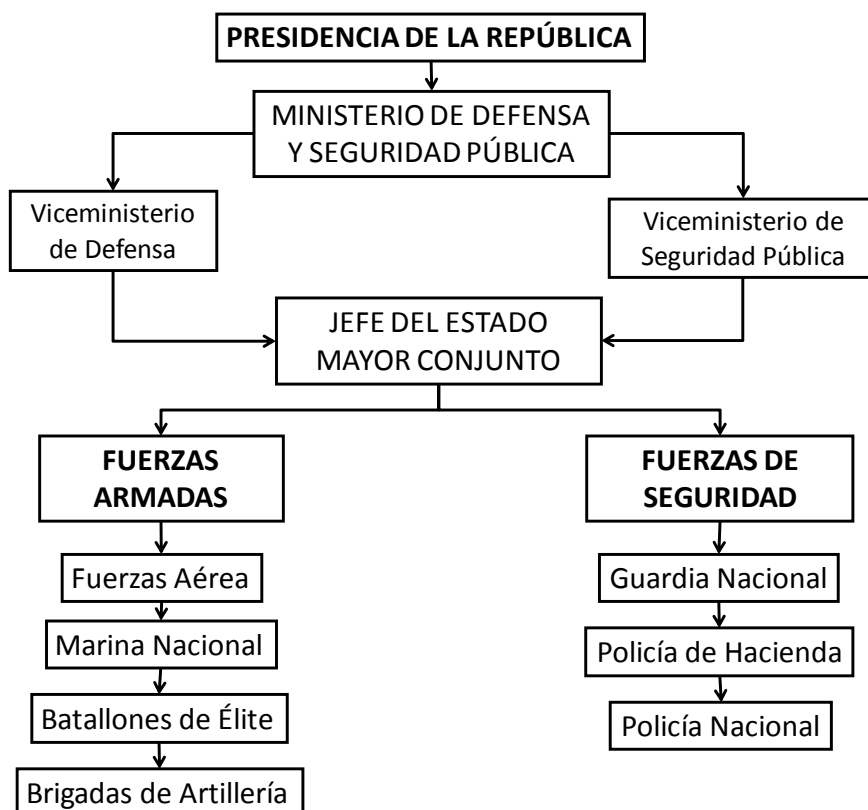 PRESIDENCIA DE LA REPÚBLICA
MINISTERIO DE DEFENSA
Y SEGURIDAD PÚBLICA
Viceministerio
de Defensa
Viceministerio de
Seguridad Pública
JEFE DEL ESTADO
MAYOR CONJUNTO
FUERZAS
ARMADAS
FUERZAS DE
SEGURIDAD
Fuerzas Aérea
Guardia Nacional
Marina Nacional
Policía de Hacienda
Batallones de Élite
Policía Nacional
Brigadas de Artillería